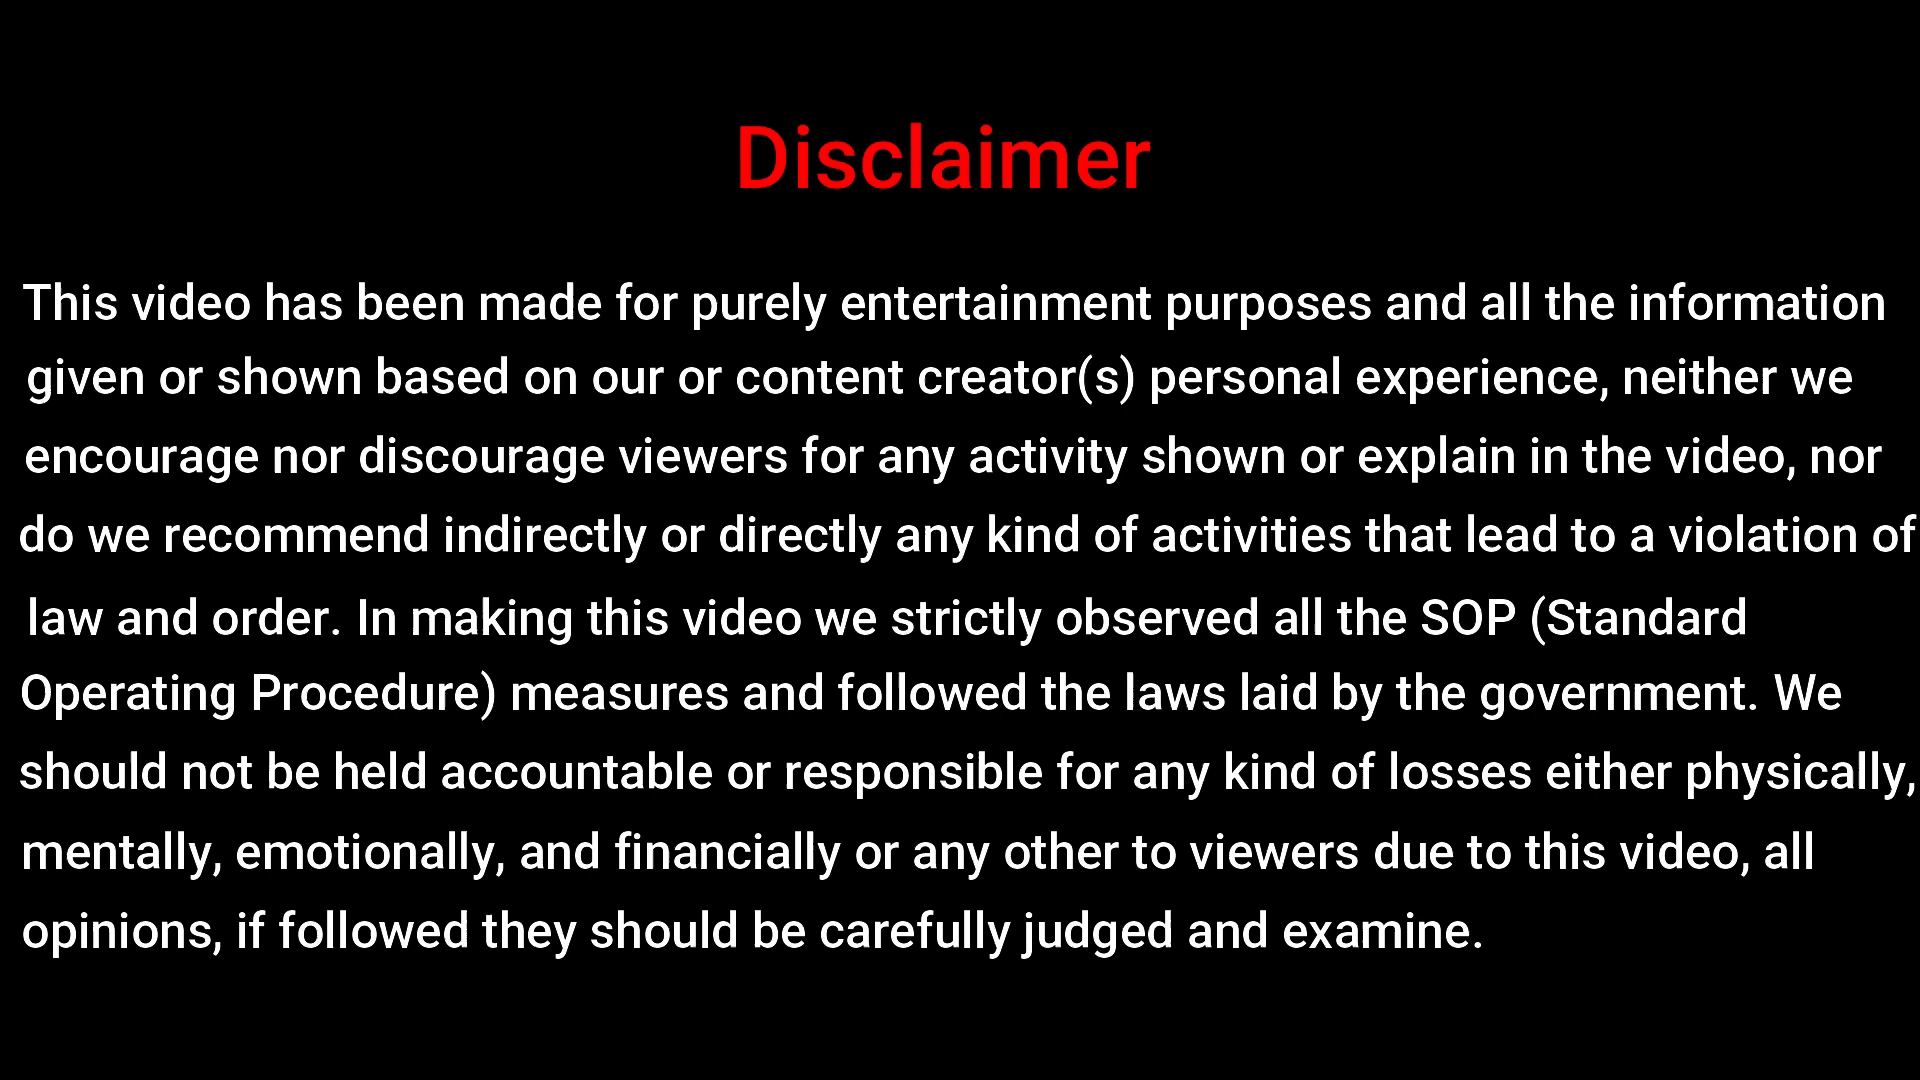 Disclaimer
This video has been made for purely entertainment purposes and all the information
given or shown based on our or content creator(s) personal experience, neither we
encourage nor discourage viewers for any activity shown or explain in the video, nor
do we recommend indirectly or directly any kind of activities that lead to a violation of
law and order. In making this video we strictly observed all the SOP (Standard
Operating Procedure) measures and followed the laws laid by the government. We
should not be held accountable or responsible for any kind of losses either physically,
mentally, emotionally, and financially or any other to viewers due to this video, all
opinions, if followed they should be carefully judged and examine.